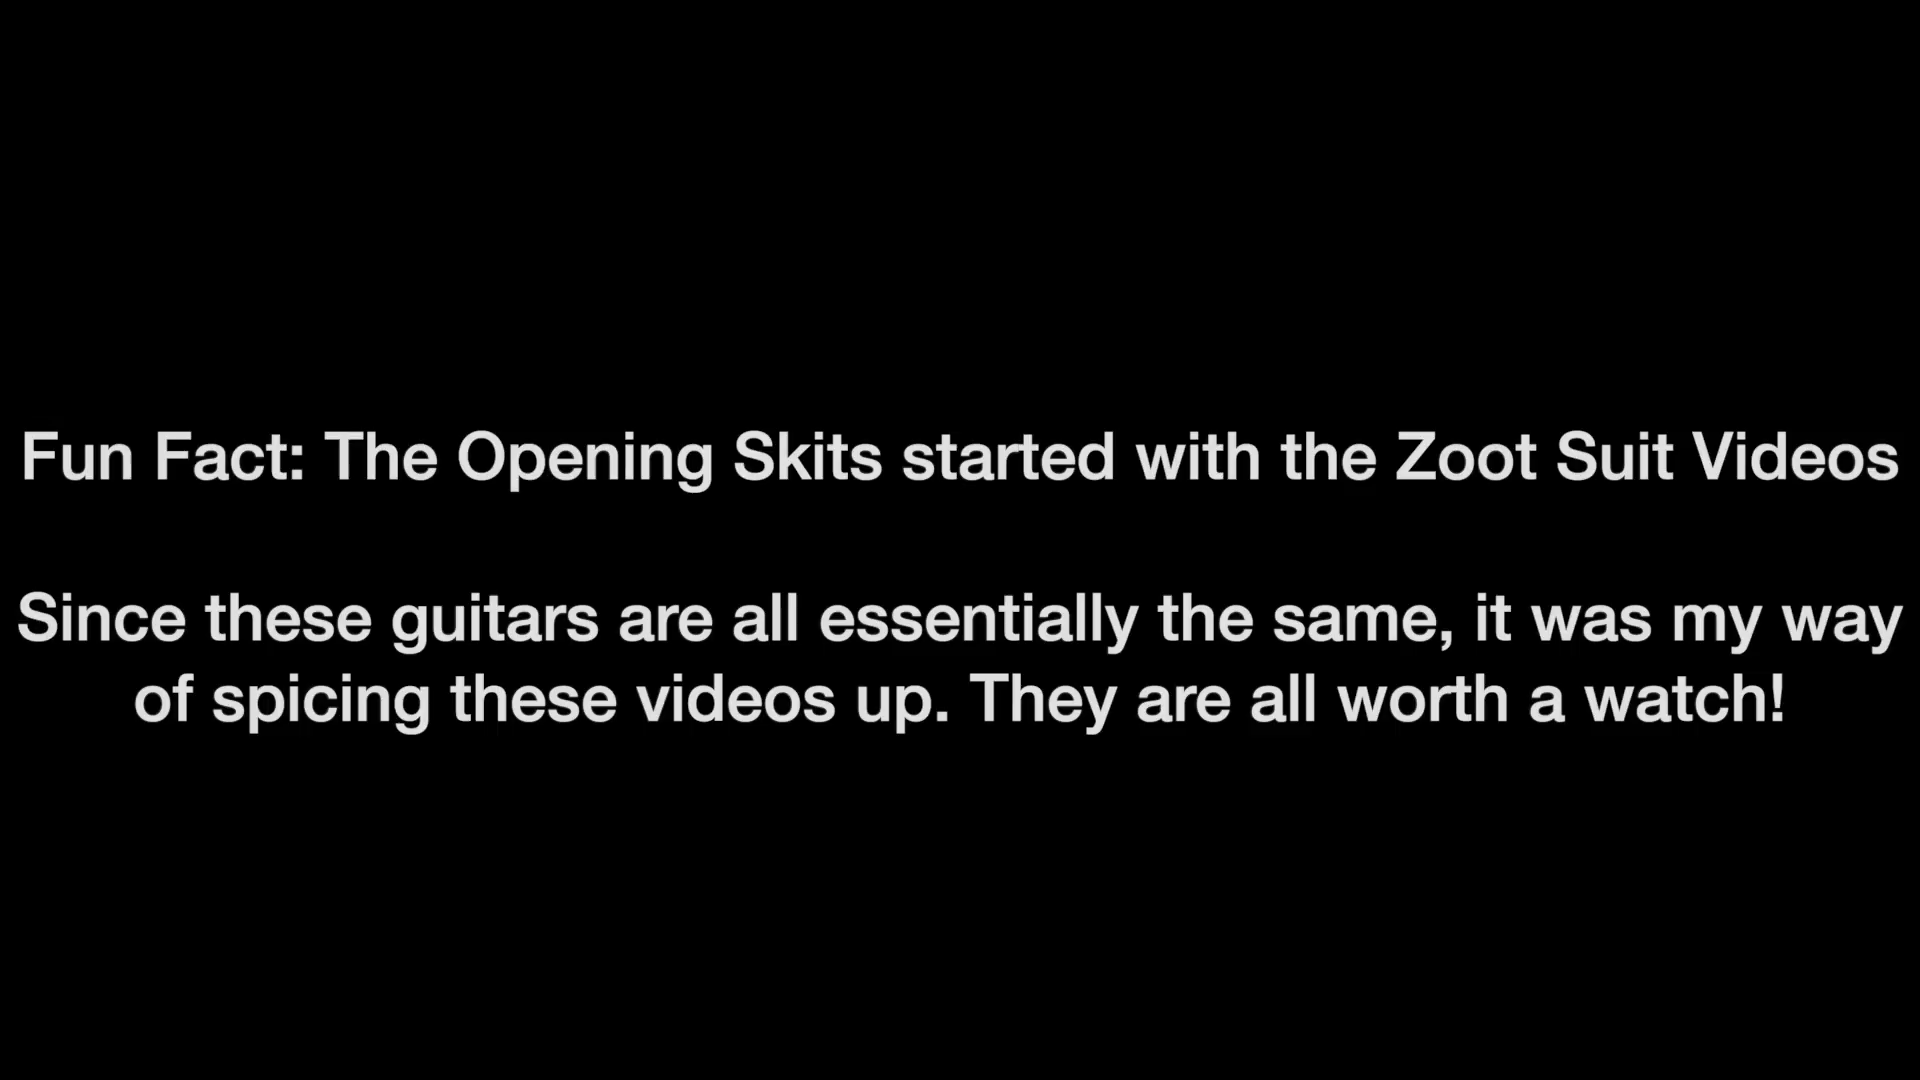 Fun Fact: The Opening Skits started with the Zoot Suit Videos
Since these guitars are all essentially the same, it was my way
of spicing these videos up. They are all worth a watch!